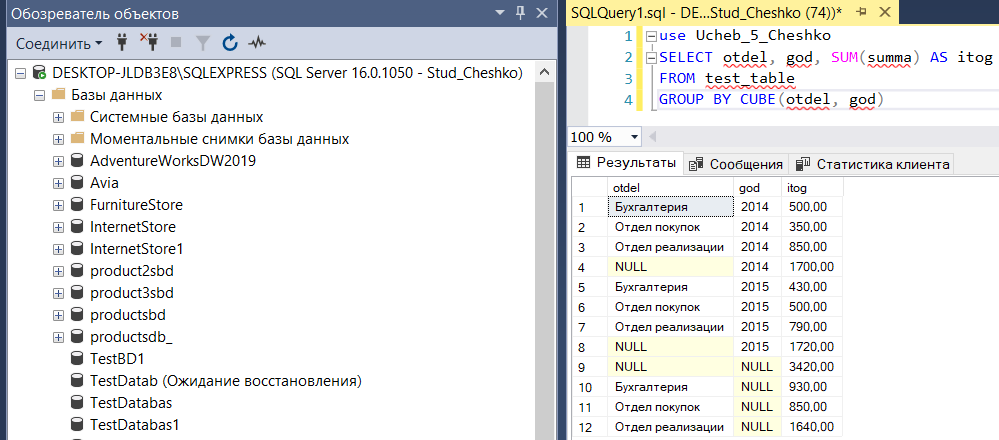 Обозреватель объектов
Соединить
DESKTOP-JLDB3E8\SQLEXPRESS (SQL Server 16.0.1050 - Stud_Cheshko)
Базы данных
Системные базы данных
Моментальные снимки базы данных
AdventureWorksDW2019
Avia
FurnitureStore
InternetStore
InternetStore1
product2sbd
product3sbd
productsbd
productsdb_
TestBD1
TestDatab (Ожидание восстановления)
TestDatabas
TestDatabas1
SQLQuery1.sql - DE...Stud_Cheshko (74))*
1 use Ucheb_5_Cheshko
2 SELECT otdel, god, SUM(summa) AS itog
3 FROM test_table
4 GROUP BY CUBE(otdel, god)
100 %
Результаты Сообщения Статистика клиента
otdel god itog
1 Бухгалтерия 2014 500,00
2 Отдел покупок 2014 350,00
3 Отдел реализации 2014 850,00
4 NULL 2014 1700,00
5 Бухгалтерия 2015 430,00
6 Отдел покупок 2015 500,00
7 Отдел реализации 2015 790,00
8 NULL 2015 1720,00
9 NULL NULL 3420,00
10 Бухгалтерия NULL 930,00
11 Отдел покупок NULL 850,00
12 Отдел реализации NULL 1640,00